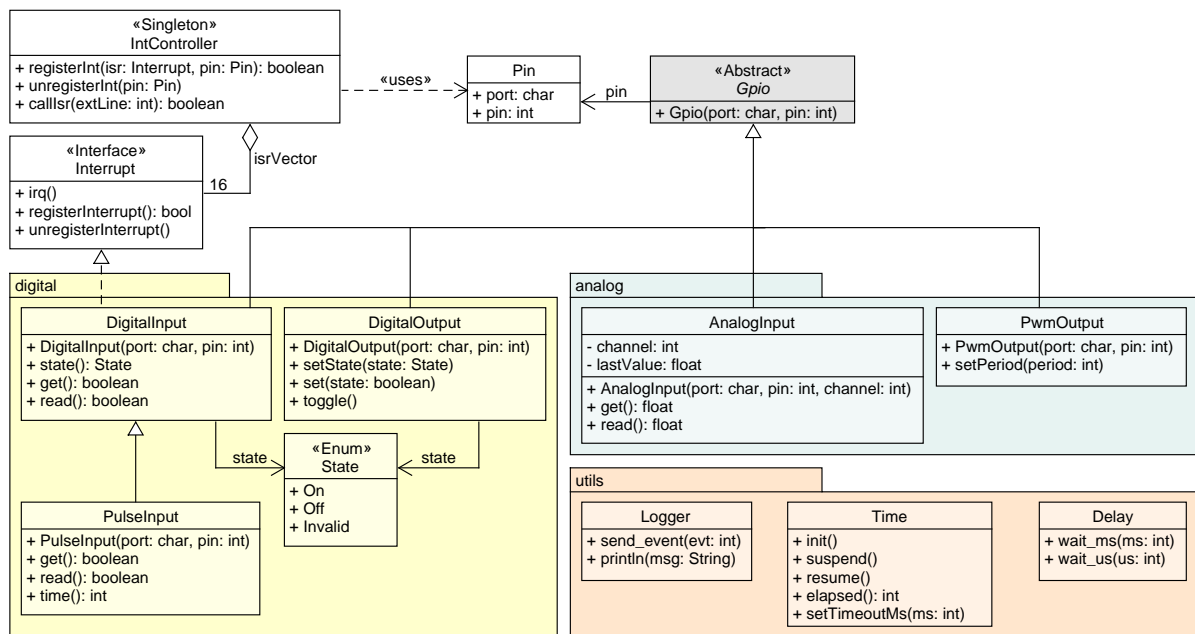 «Singleton»
IntController
+ registerInt(isr: Interrupt, pin: Pin): boolean
+ unregisterInt(pin: Pin)
+ callIsr(extLine: int): boolean
«uses»
Pin
+ port: char
+ pin: int
pin
«Abstract»
Gpio
+ Gpio(port: char, pin: int)
isrVector
16
«Interface»
Interrupt
+ irq()
+ registerInterrupt(): bool
+ unregisterInterrupt()
digital
DigitalInput
+ DigitalInput(port: char, pin: int)
+ state(): State
+ get(): boolean
+ read(): boolean
DigitalOutput
+ DigitalOutput(port: char, pin: int)
+ setState(state: State)
+ set(state: boolean)
+ toggle()
state
«Enum»
State
+ On
+ Off
+ Invalid
state
PulseInput
+ PulseInput(port: char, pin: int)
+ get(): boolean
+ read(): boolean
+ time(): int
analog
AnalogInput
- channel: int
- lastValue: float
+ AnalogInput(port: char, pin: int, channel: int)
+ get(): float
+ read(): float
PwmOutput
+ PwmOutput(port: char, pin: int)
+ setPeriod(period: int)
utils
Logger
+ send_event(evt: int)
+ println(msg: String)
Time
+ init()
+ suspend()
+ resume()
+ elapsed(): int
+ setTimeoutMs(ms: int)
Delay
+ wait_ms(ms: int)
+ wait_us(us: int)